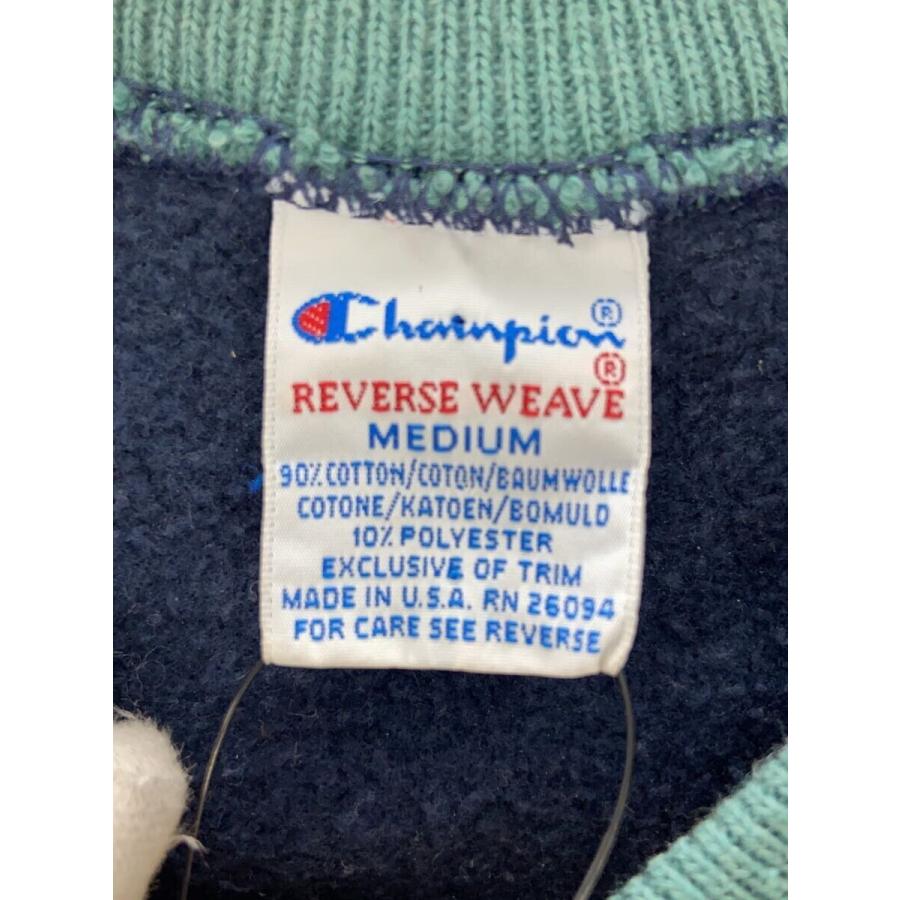 Champion®
REVERSE WEAVE®
MEDIUM
90% COTTON/COTON/BAUMWOLLE
COTONE/KATOEN/BOMULD
10% POLYESTER
EXCLUSIVE OF TRIM
MADE IN U.S.A. RN 26094
FOR CARE SEE REVERSE